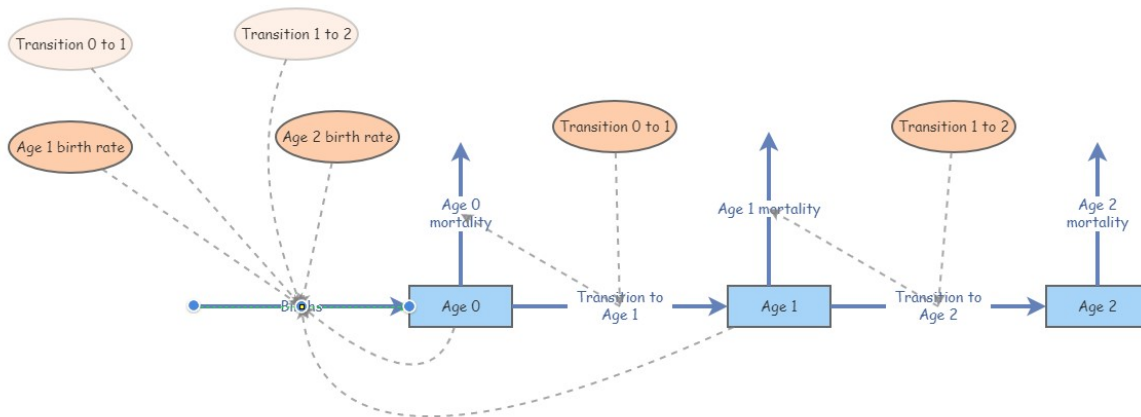 Transition 0 to 1
Transition 1 to 2
Age 1 birth rate
Age 2 birth rate
Transition 0 to 1
Transition 1 to 2
Age 0
mortality
Age 1 mortality
Age 2
mortality
Births
Age 0
Transition to
Age 1
Age 1
Transition to
Age 2
Age 2